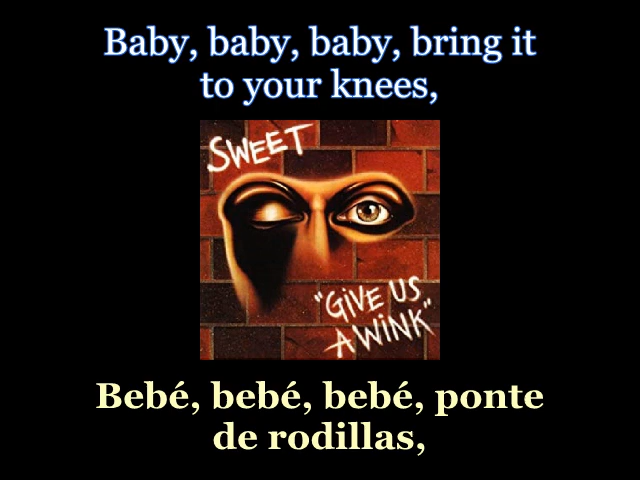 Baby, baby, baby, bring it
to your knees,
SWEET
"GIVE US
A WINK"
Bebé, bebé, bebé, ponte
de rodillas,